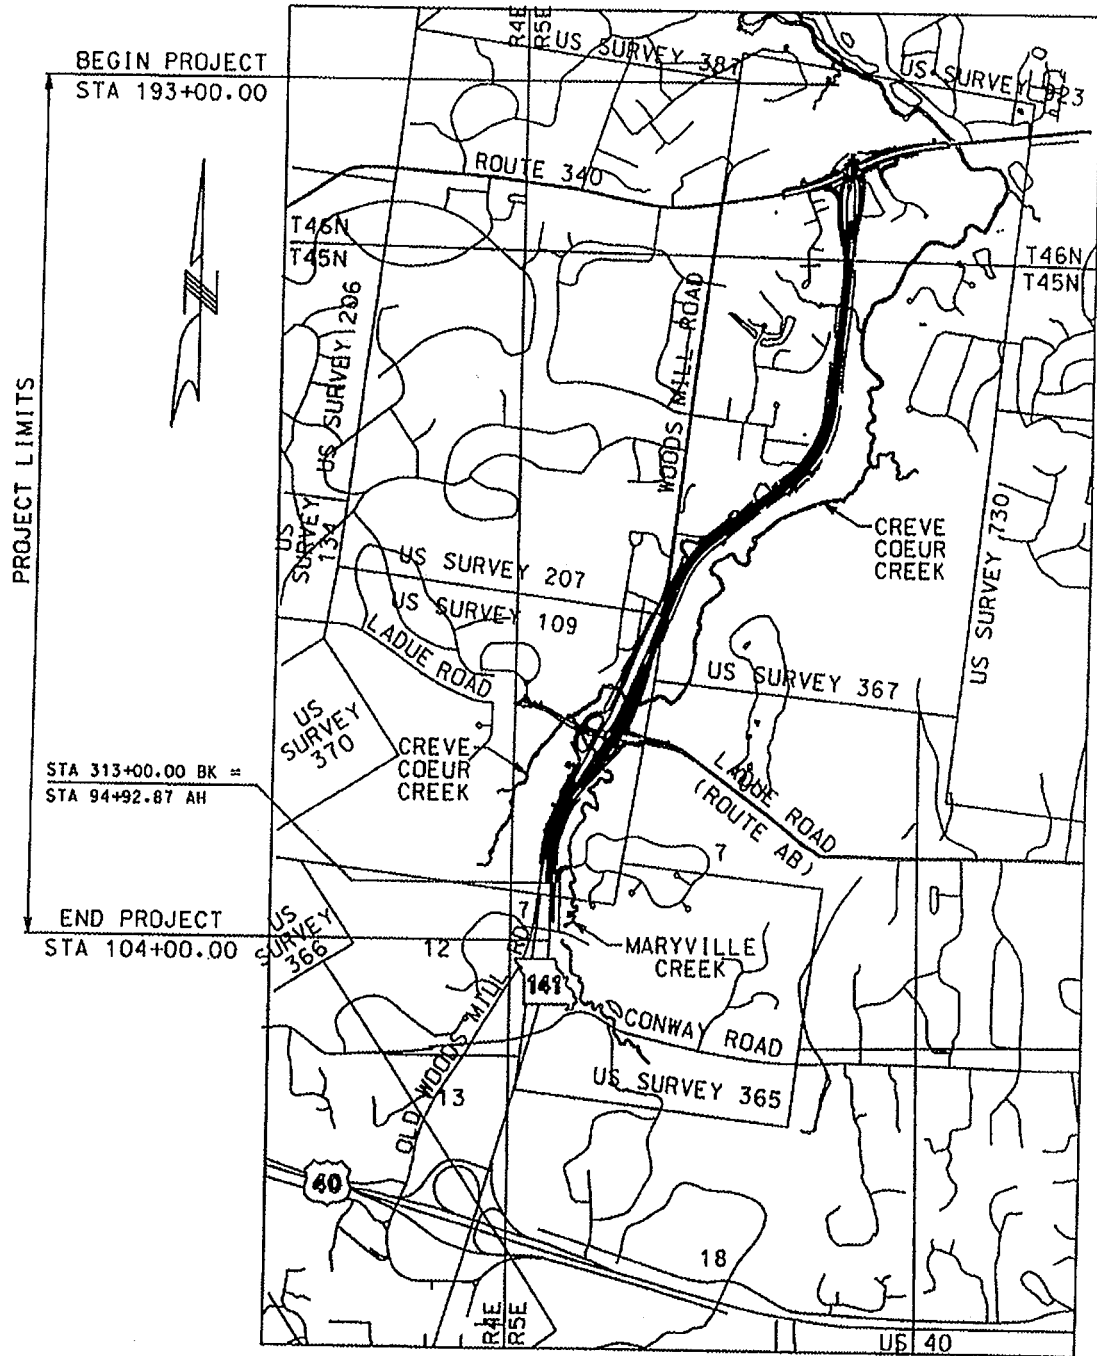 BEGIN PROJECT
STA 193+00.00
R4E
R5E
US SURVEY 387
US SURVEY 1923
ROUTE 340
T46N
T45N
T46N
T45N
N
PROJECT LIMITS
US SURVEY 206
WOODS MILL ROAD
US SURVEY 134
CREVE
COEUR
CREEK
US SURVEY 730
US SURVEY 207
US SURVEY 109
LADUE ROAD
US SURVEY 367
US
SURVEY
370
CREVE
COEUR
CREEK
STA 313+00.00 BK =
STA 94+92.87 AH
LADUE ROAD
(ROUTE AB)
7
END PROJECT
STA 104+00.00
US
SURVEY
366
12
7
OLD WOODS MILL RD
141
MARYVILLE
CREEK
CONWAY ROAD
US SURVEY 365
13
40
18
R4E
R5E
US 40